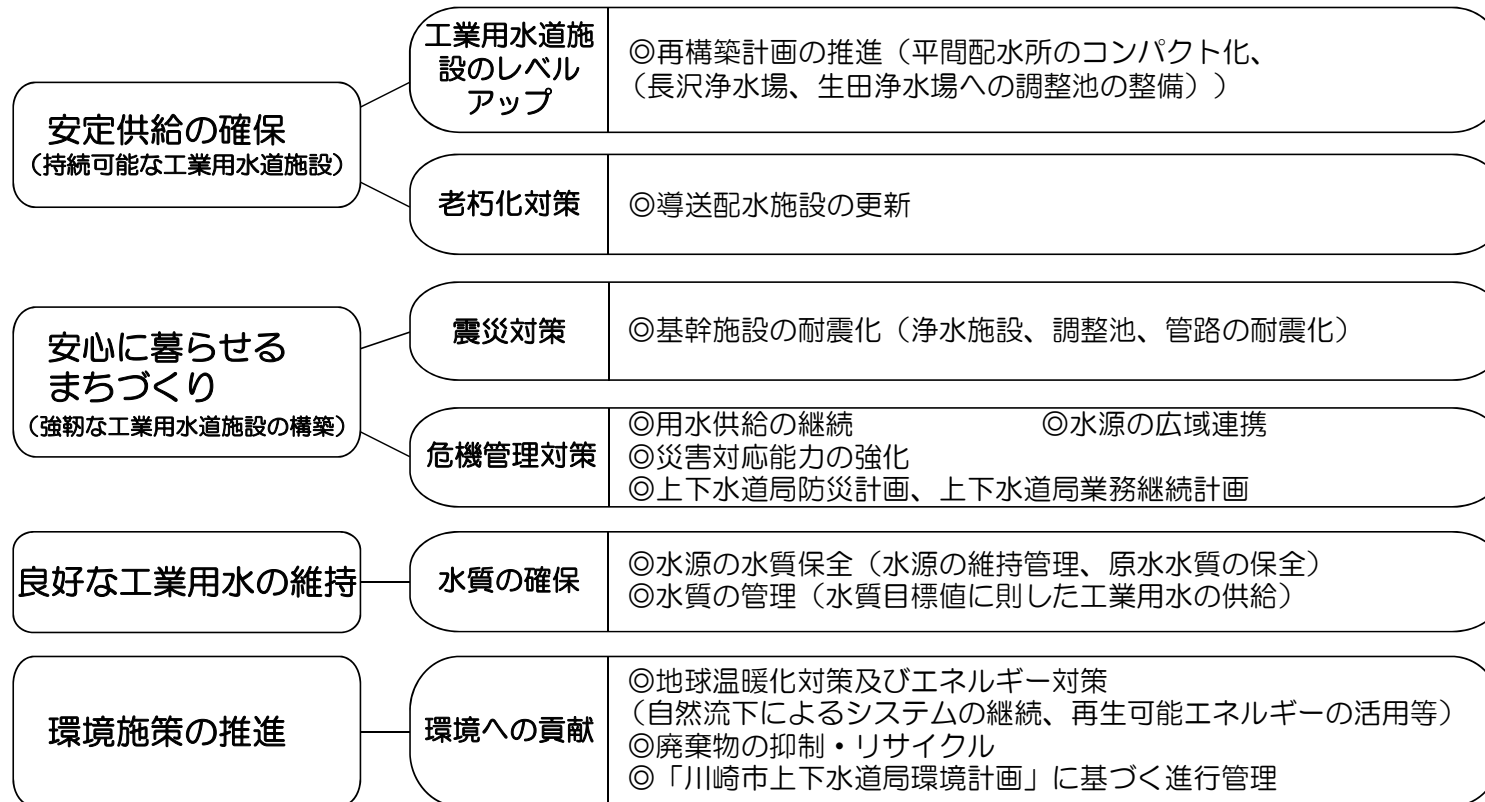 安定供給の確保
（持続可能な工業用水道施設）
工業用水道施
設のレベル
アップ
◎再構築計画の推進（平間配水所のコンパクト化、
（長沢浄水場、生田浄水場への調整池の整備））
老朽化対策
◎導送配水施設の更新
安心に暮らせる
まちづくり
（強靭な工業用水道施設の構築）
震災対策
◎基幹施設の耐震化（浄水施設、調整池、管路の耐震化）
危機管理対策
◎用水供給の継続　　　　　　　◎水源の広域連携
◎災害対応能力の強化
◎上下水道局防災計画、上下水道局業務継続計画
良好な工業用水の維持
水質の確保
◎水源の水質保全（水源の維持管理、原水水質の保全）
◎水質の管理（水質目標値に則した工業用水の供給）
環境施策の推進
環境への貢献
◎地球温暖化対策及びエネルギー対策
（自然流下によるシステムの継続、再生可能エネルギーの活用等）
◎廃棄物の抑制・リサイクル
◎「川崎市上下水道局環境計画」に基づく進行管理